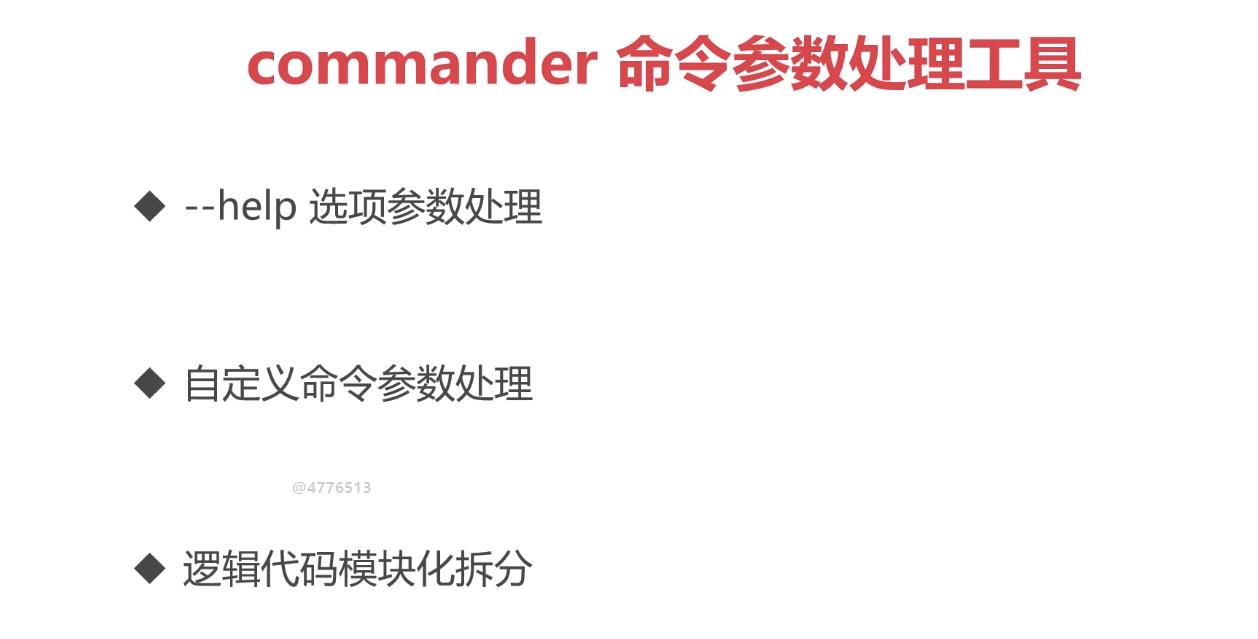 commander 命令参数处理工具
◆ --help 选项参数处理
◆ 自定义命令参数处理
@4776513
◆ 逻辑代码模块化拆分